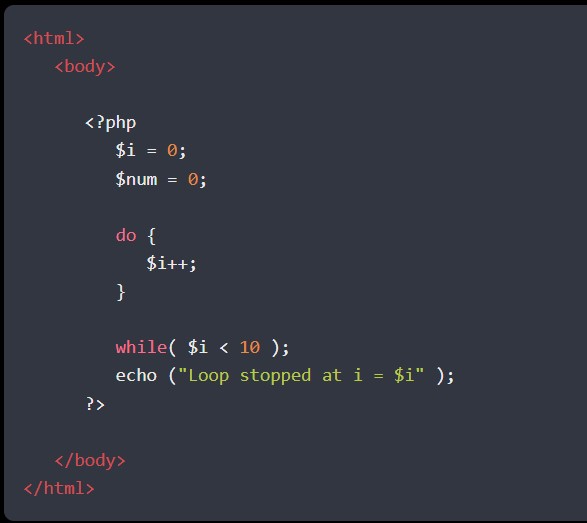 <html>
<body>
<?php
$i = 0;
$num = 0;
do {
$i++;
}
while( $i < 10 );
echo ("Loop stopped at i = $i" );
?>
</body>
</html>